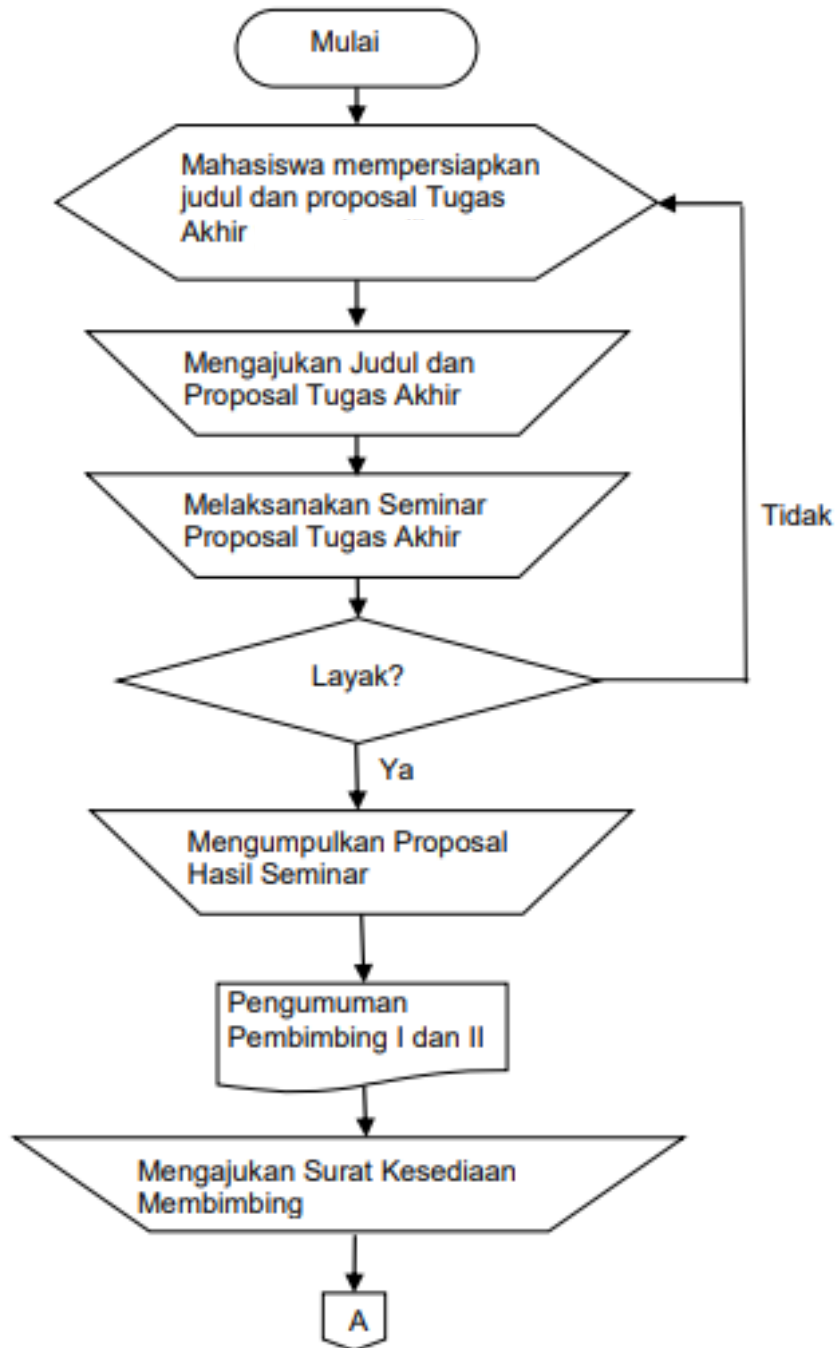 Mulai
Mahasiswa mempersiapkan
judul dan proposal Tugas
Akhir
Mengajukan Judul dan
Proposal Tugas Akhir
Melaksanakan Seminar
Proposal Tugas Akhir
Tidak
Layak?
Ya
Mengumpulkan Proposal
Hasil Seminar
Pengumuman
Pembimbing I dan II
Mengajukan Surat Kesediaan
Membimbing
A